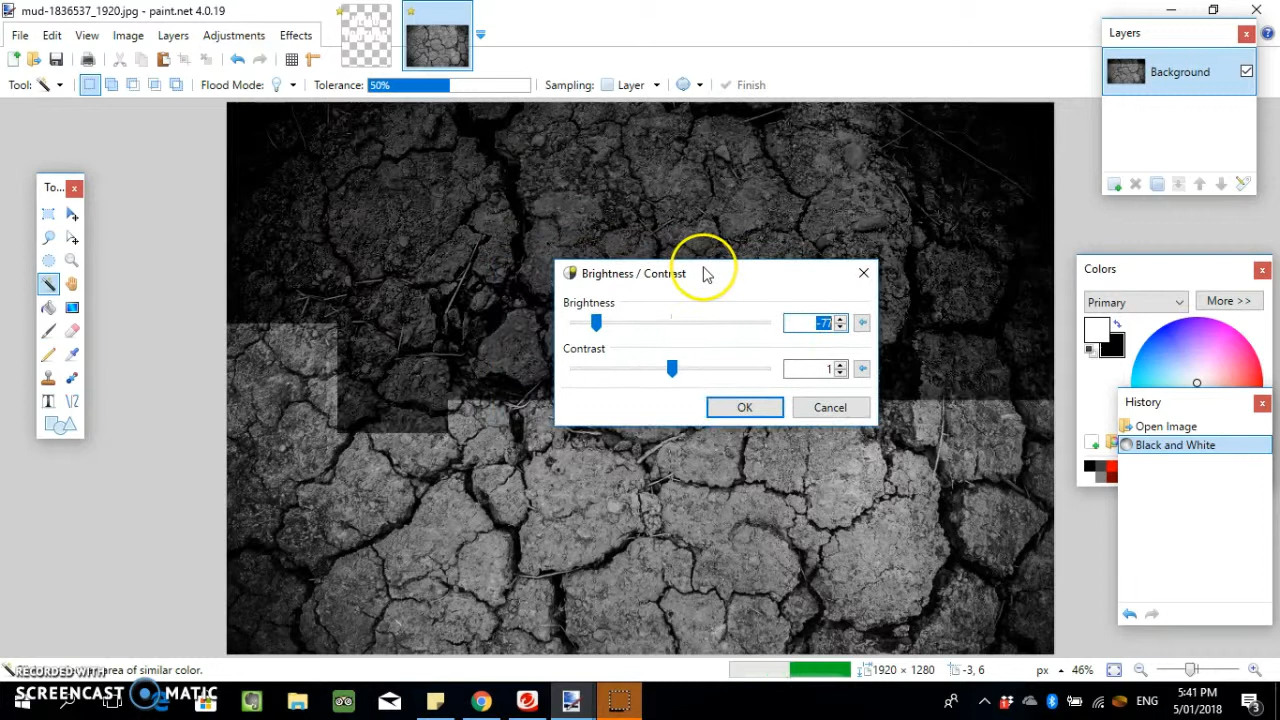 mud-1836537_1920.jpg - paint.net 4.0.19
File Edit View Image Layers Adjustments Effects
Tool:
Flood Mode:
Tolerance: 50%
Sampling: Layer
Finish
Layers
Background
To...
Brightness / Contrast
Brightness
-77
Contrast
1
OK Cancel
Colors
Primary
More >>
History
Open Image
Black and White
area of similar color.
1920 × 1280
-3, 6
px
46%
RECORDED WITH
SCREENCAST MATIC
ENG
5:41 PM
5/01/2018
3